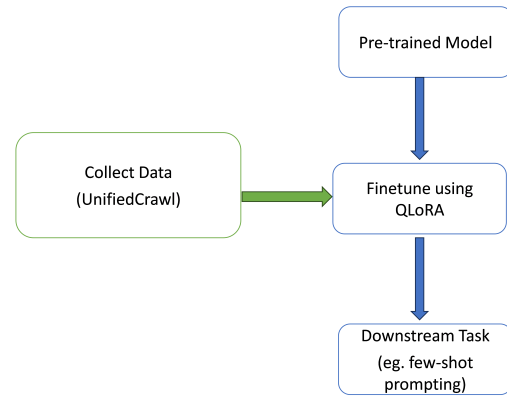 Pre-trained Model
Collect Data
(UnifiedCrawl)
Finetune using
QLoRA
Downstream Task
(eg. few-shot
prompting)